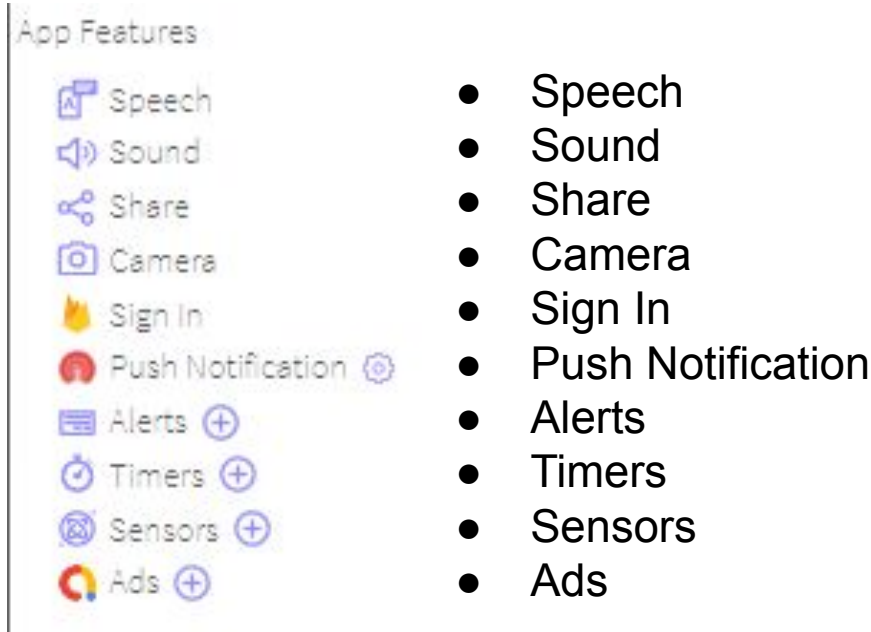 App Features
Speech
Sound
Share
Camera
Sign In
Push Notification
Alerts
Timers
Sensors
Ads
● Speech
● Sound
● Share
● Camera
● Sign In
● Push Notification
● Alerts
● Timers
● Sensors
● Ads